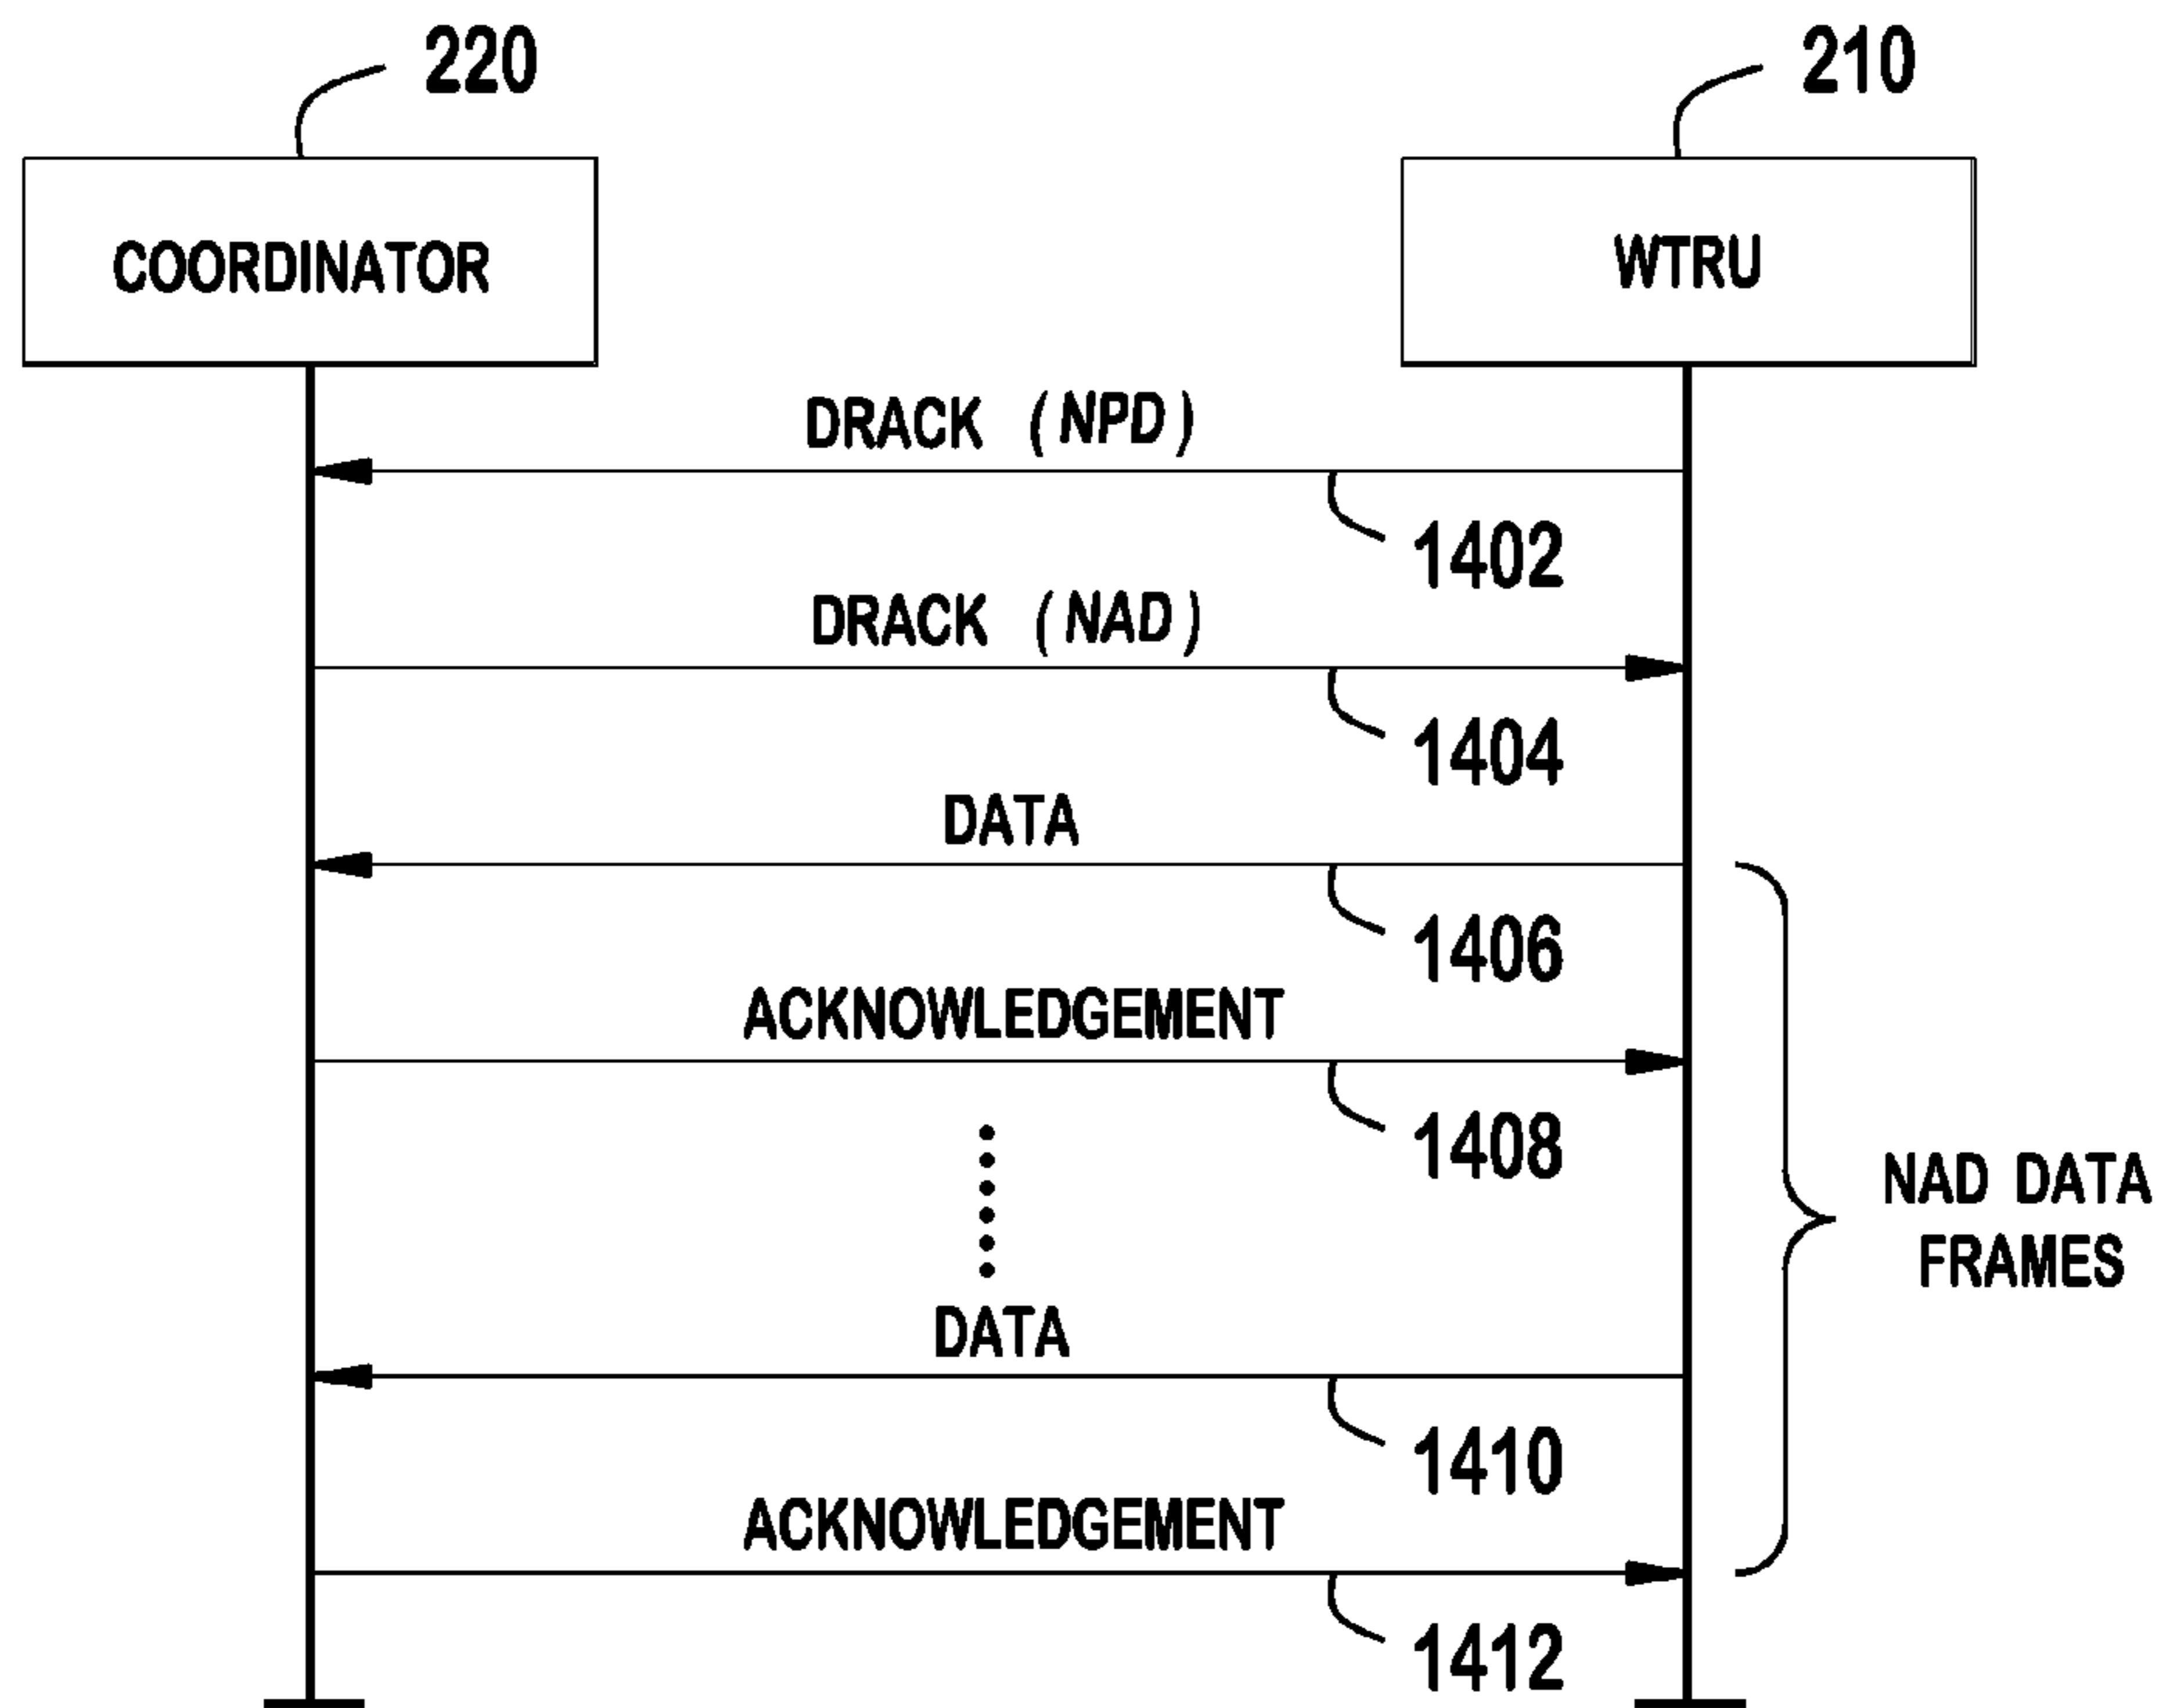 220
210
COORDINATOR
WTRU
DRACK (NPD)
1402
DRACK (NAD)
1404
DATA
1406
ACKNOWLEDGEMENT
1408
NAD DATA
FRAMES
DATA
1410
ACKNOWLEDGEMENT
1412